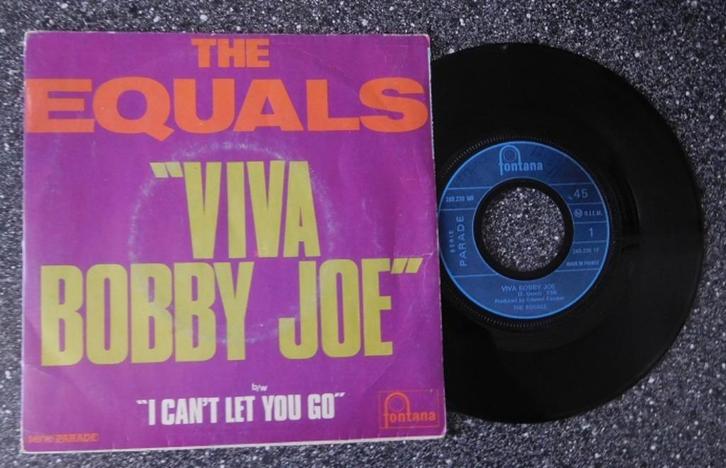 THE
EQUALS
"VIVA
BOBBY JOE"
b/w
"I CAN'T LET YOU GO"
fontana
série PARADE
fontana
45
SERIE
PARADE
1
MADE IN FRANCE
VIVA BOBBY JOE
Produced by Edward Kassner
THE EQUALS